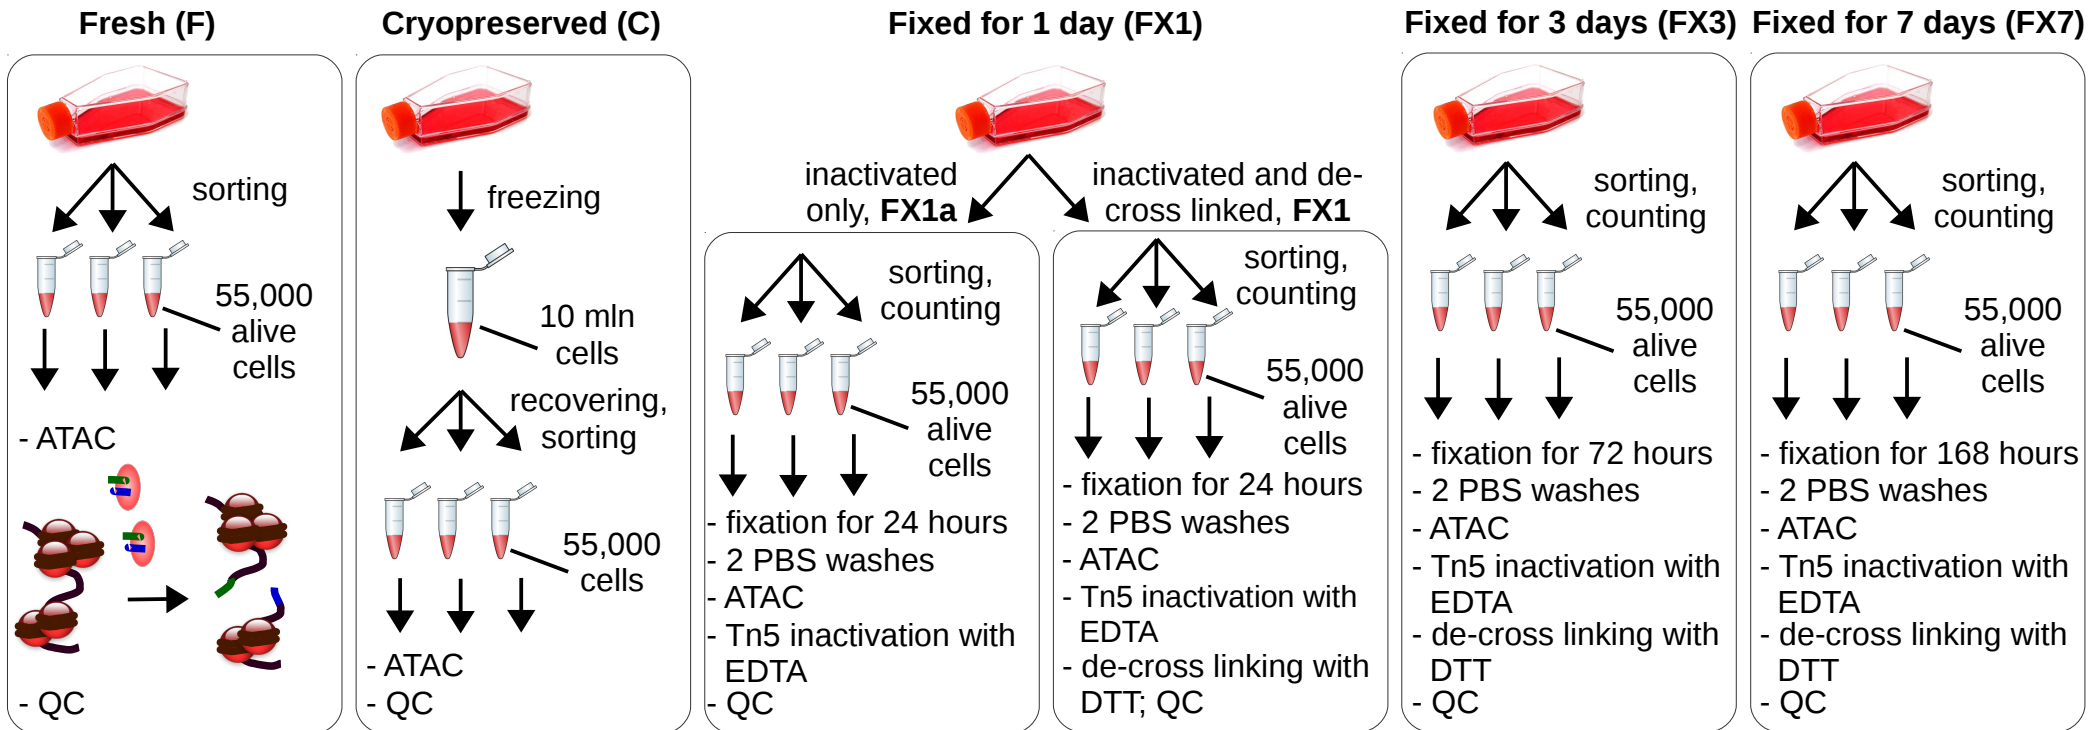 Fresh (F)
sorting
55,000
alive
cells
- ATAC
- QC
Cryopreserved (C)
freezing
10 mln
cells
recovering,
sorting
55,000
cells
- ATAC
- QC
Fixed for 1 day (FX1)
inactivated
only, FX1a
sorting,
counting
55,000
alive
cells
- fixation for 24 hours
- 2 PBS washes
- ATAC
- Tn5 inactivation with
EDTA
- QC
inactivated and de-
cross linked, FX1
sorting,
counting
55,000
alive
cells
- fixation for 24 hours
- 2 PBS washes
- ATAC
- Tn5 inactivation with
EDTA
- de-cross linking with
DTT; QC
Fixed for 3 days (FX3)
sorting,
counting
55,000
alive
cells
- fixation for 72 hours
- 2 PBS washes
- ATAC
- Tn5 inactivation with
EDTA
- de-cross linking with
DTT
- QC
Fixed for 7 days (FX7)
sorting,
counting
55,000
alive
cells
- fixation for 168 hours
- 2 PBS washes
- ATAC
- Tn5 inactivation with
EDTA
- de-cross linking with
DTT
- QC